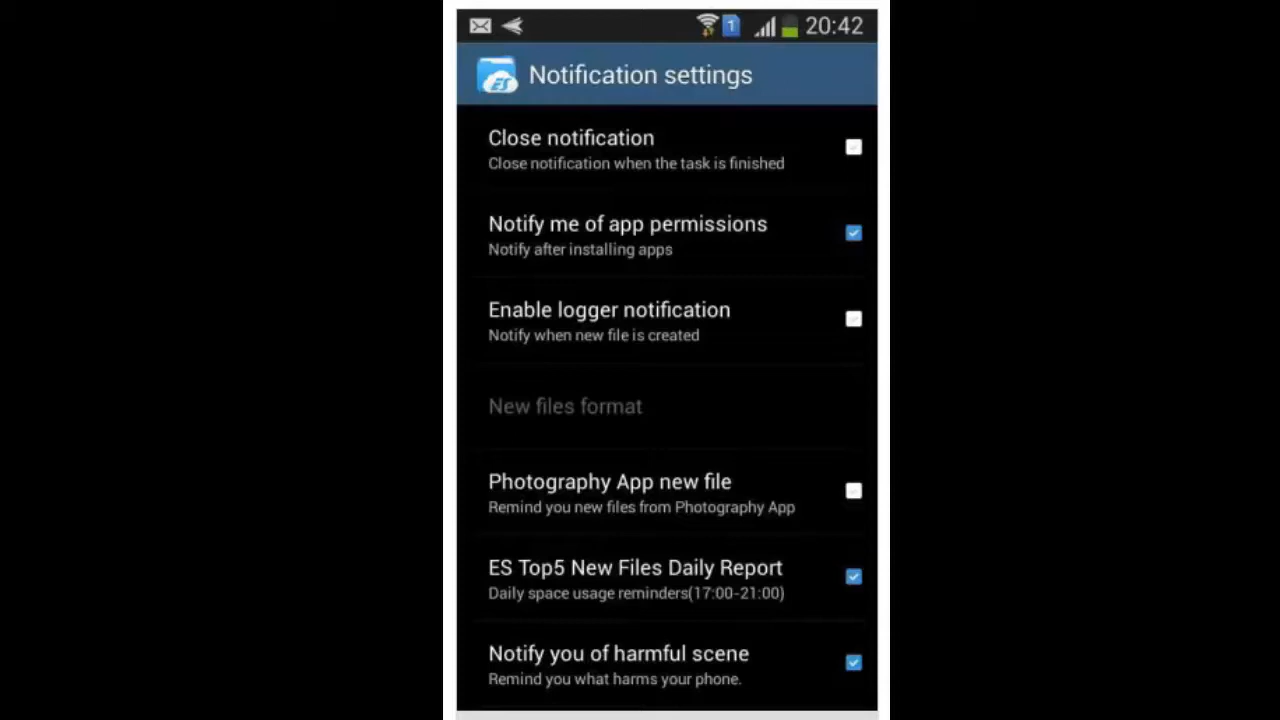 1 20:42
ES Notification settings
Close notification
Close notification when the task is finished
Notify me of app permissions
Notify after installing apps
Enable logger notification
Notify when new file is created
New files format
Photography App new file
Remind you new files from Photography App
ES Top5 New Files Daily Report
Daily space usage reminders(17:00-21:00)
Notify you of harmful scene
Remind you what harms your phone.